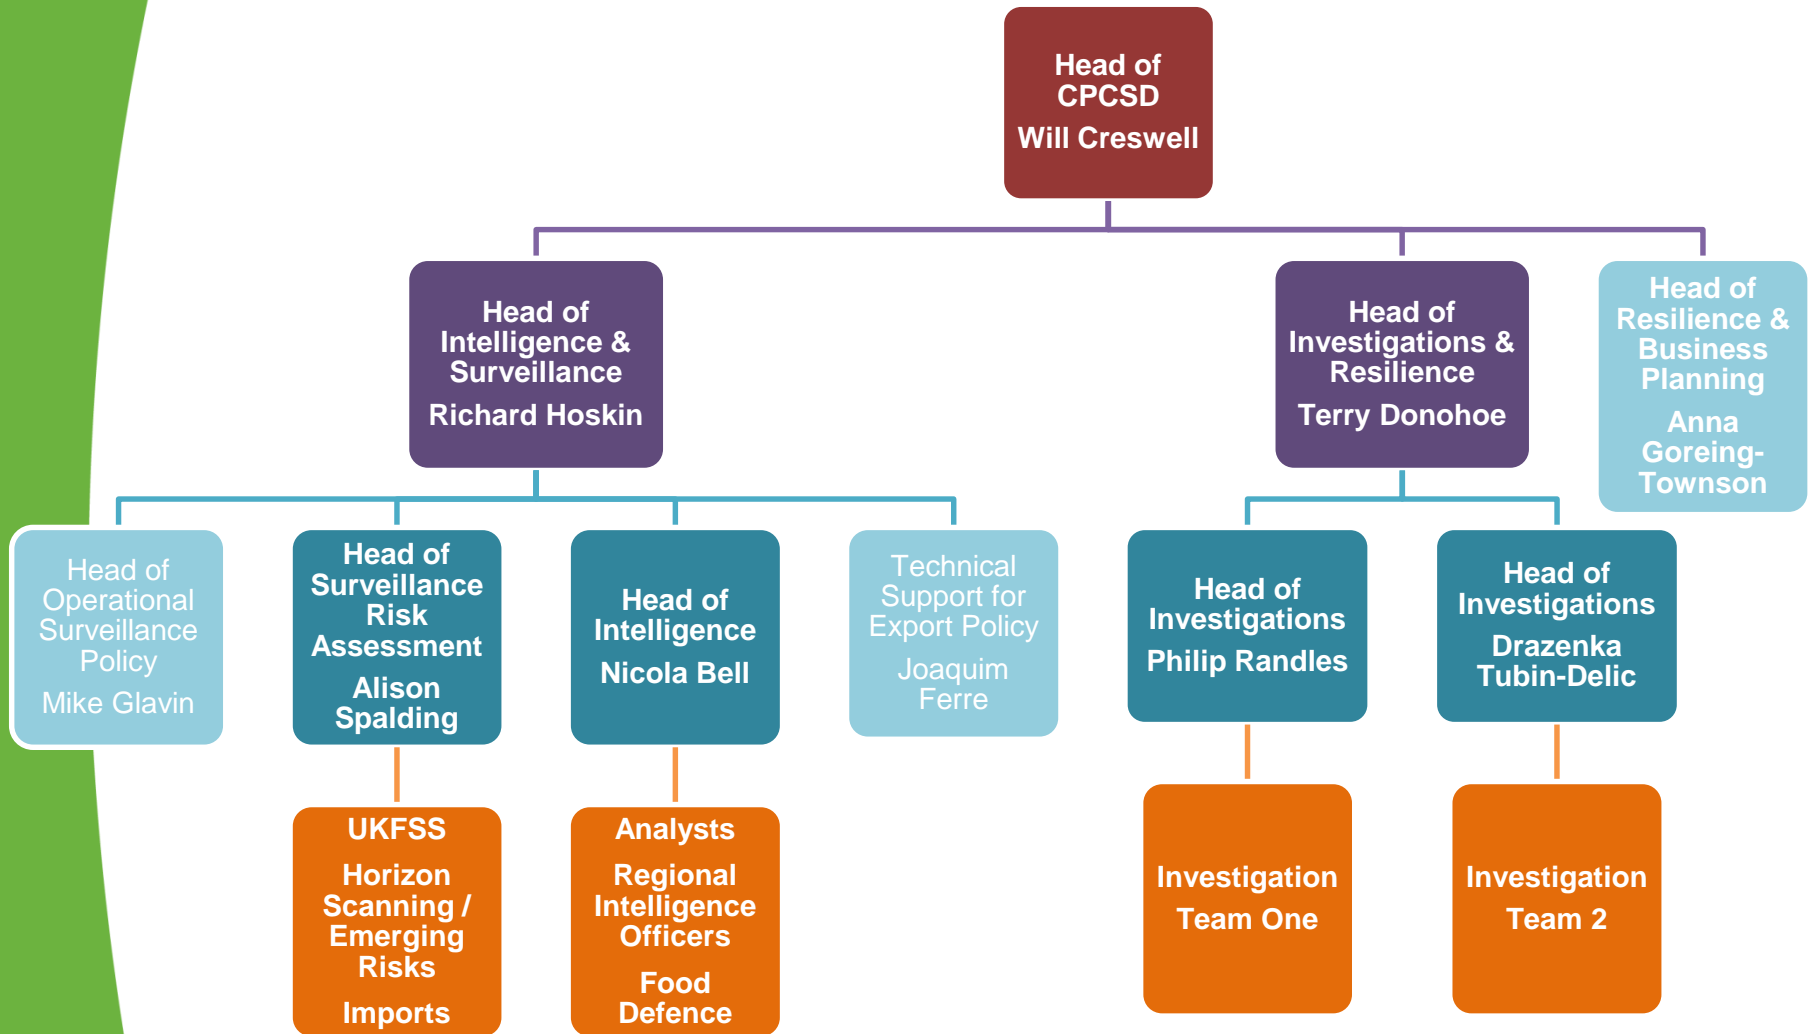 Head of
CPCSD
Will Creswell
Head of
Intelligence &
Surveillance
Richard Hoskin
Head of
Investigations &
Resilience
Terry Donohoe
Head of
Resilience &
Business
Planning
Anna
Goreing-
Townson
Head of
Operational
Surveillance
Policy
Mike Glavin
Head of
Surveillance
Risk
Assessment
Alison
Spalding
Head of
Intelligence
Nicola Bell
Technical
Support for
Export Policy
Joaquim
Ferre
Head of
Investigations
Philip Randles
Head of
Investigations
Drazenka
Tubin-Delic
UKFSS
Horizon
Scanning /
Emerging
Risks
Imports
Analysts
Regional
Intelligence
Officers
Food
Defence
Investigation
Team One
Investigation
Team 2